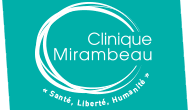 Clinique
Mirambeau
« Santé, Liberté, Humanité »